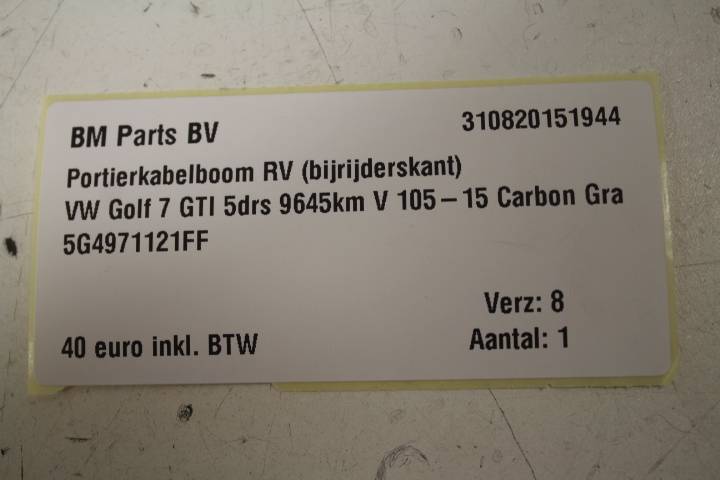 BM Parts BV 310820151944
Portierkabelboom RV (bijrijderskant)
VW Golf 7 GTI 5drs 9645km V 105-15 Carbon Gra
5G4971121FF
Verz: 8
40 euro inkl. BTW Aantal: 1